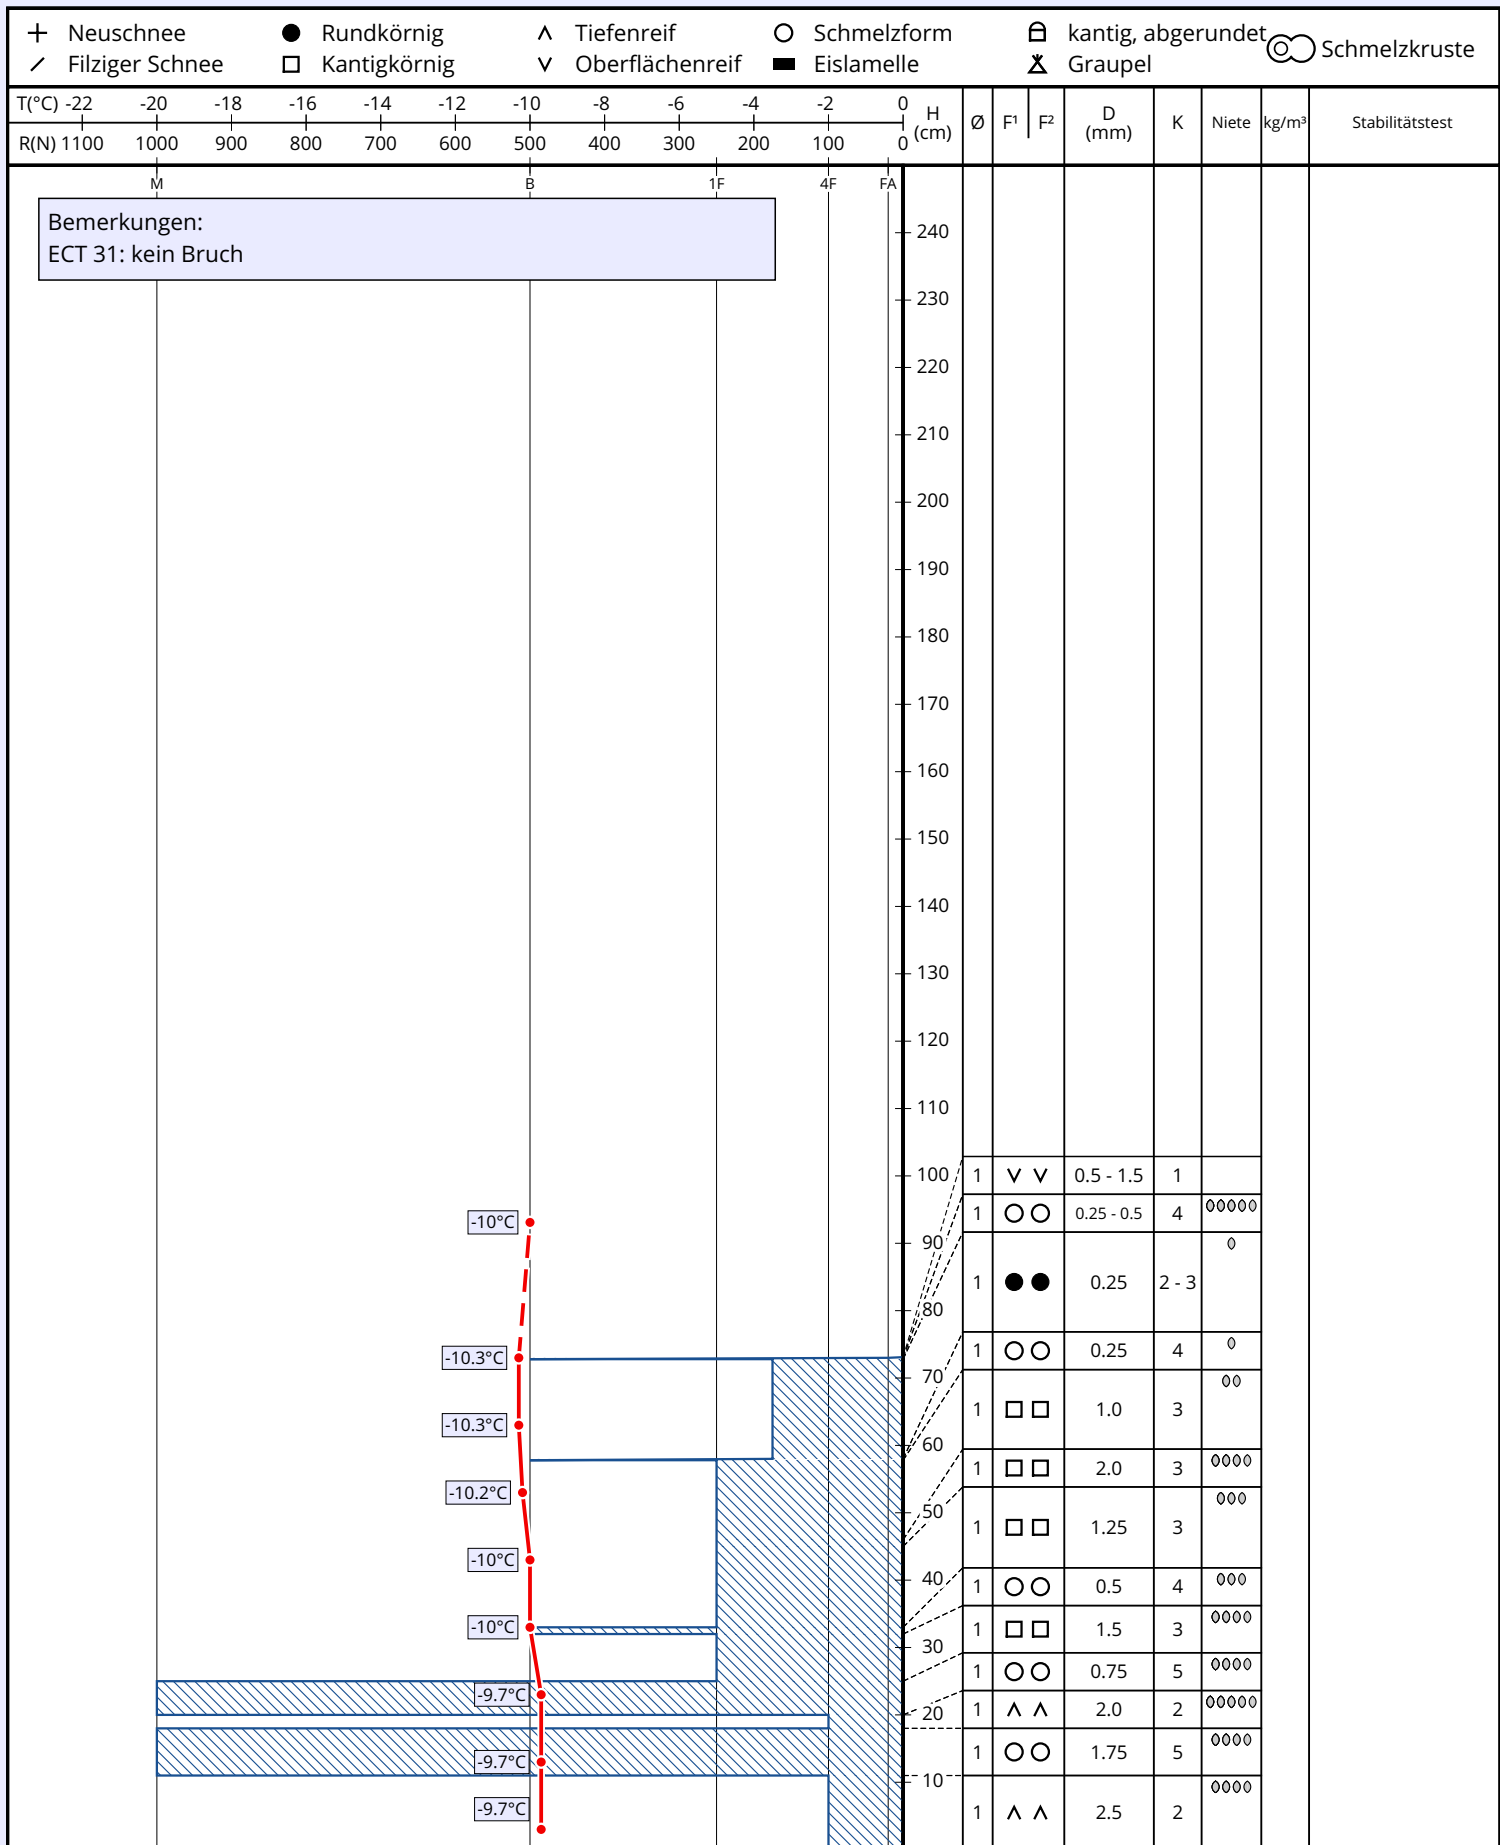 Neuschnee Rundkörnig Tiefenreif Schmelzform kantig, abgerundet Schmelzkruste
Filziger Schnee Kantigkörnig Oberflächenreif Eislamelle Graupel
T(°C) -22 -20 -18 -16 -14 -12 -10 -8 -6 -4 -2 0
R(N) 1100 1000 900 800 700 600 500 400 300 200 100 0
H (cm) Ø F¹ F² D (mm) K Niete kg/m³ Stabilitätstest
M B 1F 4F FA
Bemerkungen:
ECT 31: kein Bruch
240
230
220
210
200
190
180
170
160
150
140
130
120
110
100
90
80
70
60
50
40
30
20
10
-10°C
-10.3°C
-10.3°C
-10.2°C
-10°C
-10°C
-9.7°C
-9.7°C
-9.7°C
1 0.5 - 1.5 1
1 0.25 - 0.5 4
1 0.25 2 - 3
1 0.25 4
1 1.0 3
1 2.0 3
1 1.25 3
1 0.5 4
1 1.5 3
1 0.75 5
1 2.0 2
1 1.75 5
1 2.5 2